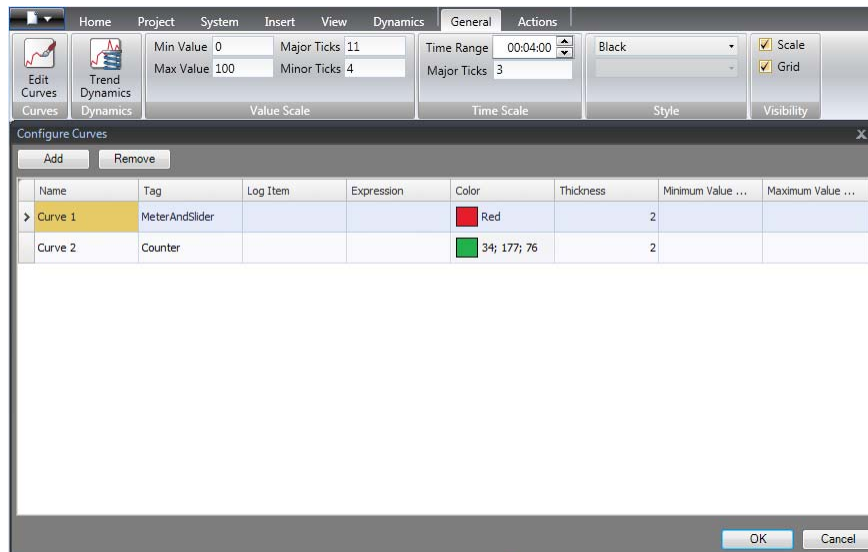 Home Project System Insert View Dynamics General Actions
Min Value 0 Major Ticks 11 Time Range 00:04:00 Black Scale
Max Value 100 Minor Ticks 4 Major Ticks 3 Grid
Edit Curves Trend Dynamics
Curves Dynamics Value Scale Time Scale Style Visibility
Configure Curves X
Add Remove
Name Tag Log Item Expression Color Thickness Minimum Value ... Maximum Value ...
Curve 1 MeterAndSlider Red 2
Curve 2 Counter 34; 177; 76 2
OK Cancel